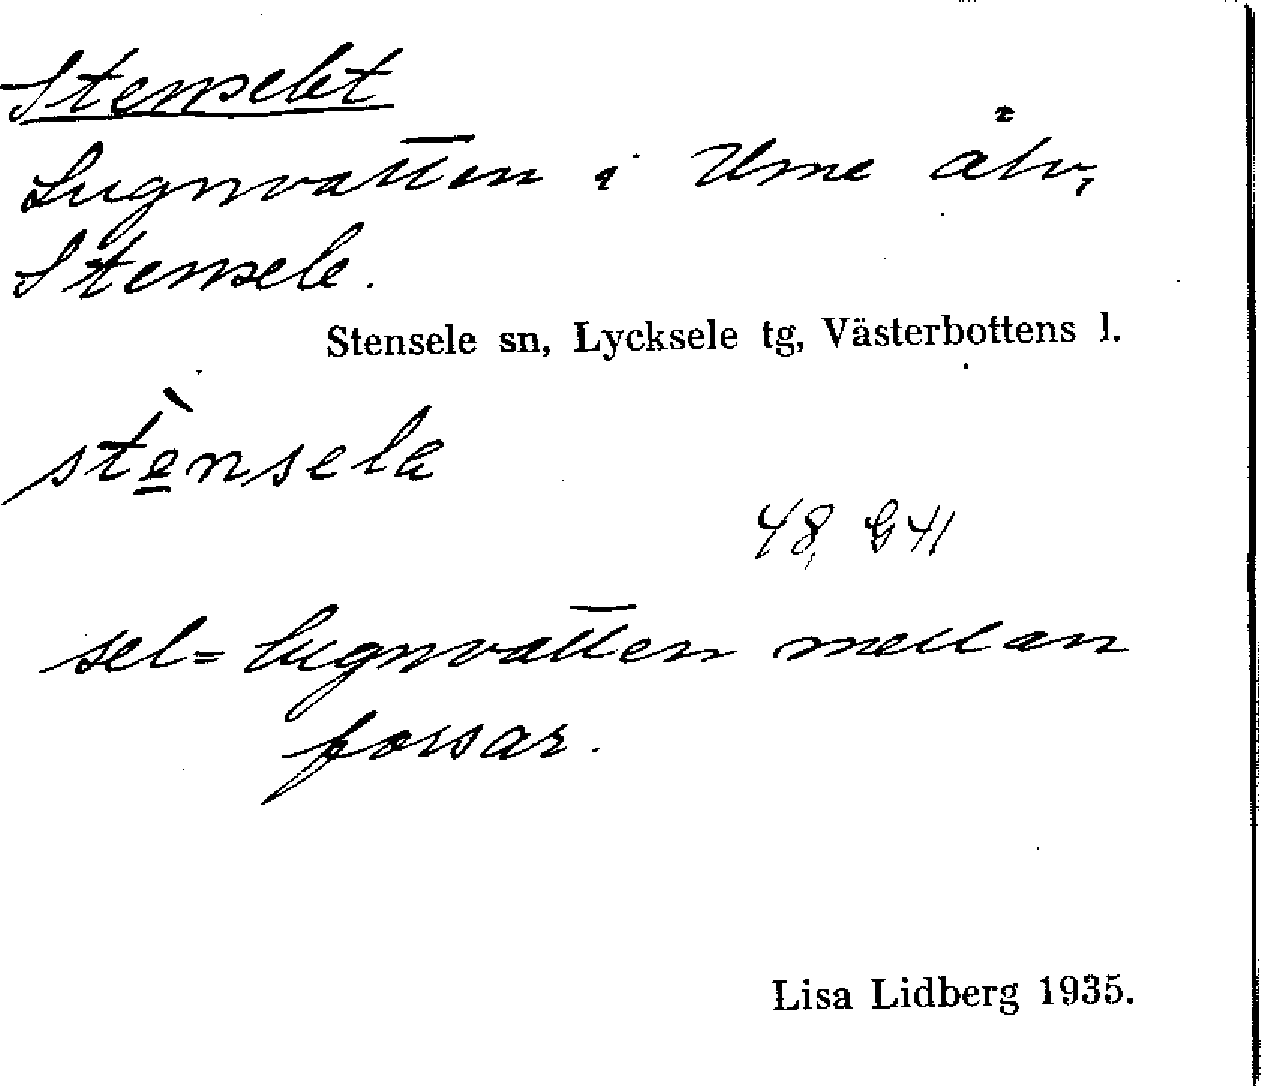 Stenselet
Lugnvatten i Ume älv,
Stensele.
Stensele sn, Lycksele tg, Västerbottens l.
stènsela
48, G41
sel = lugnvatten mellan
forsar.
Lisa Lidberg 1935.